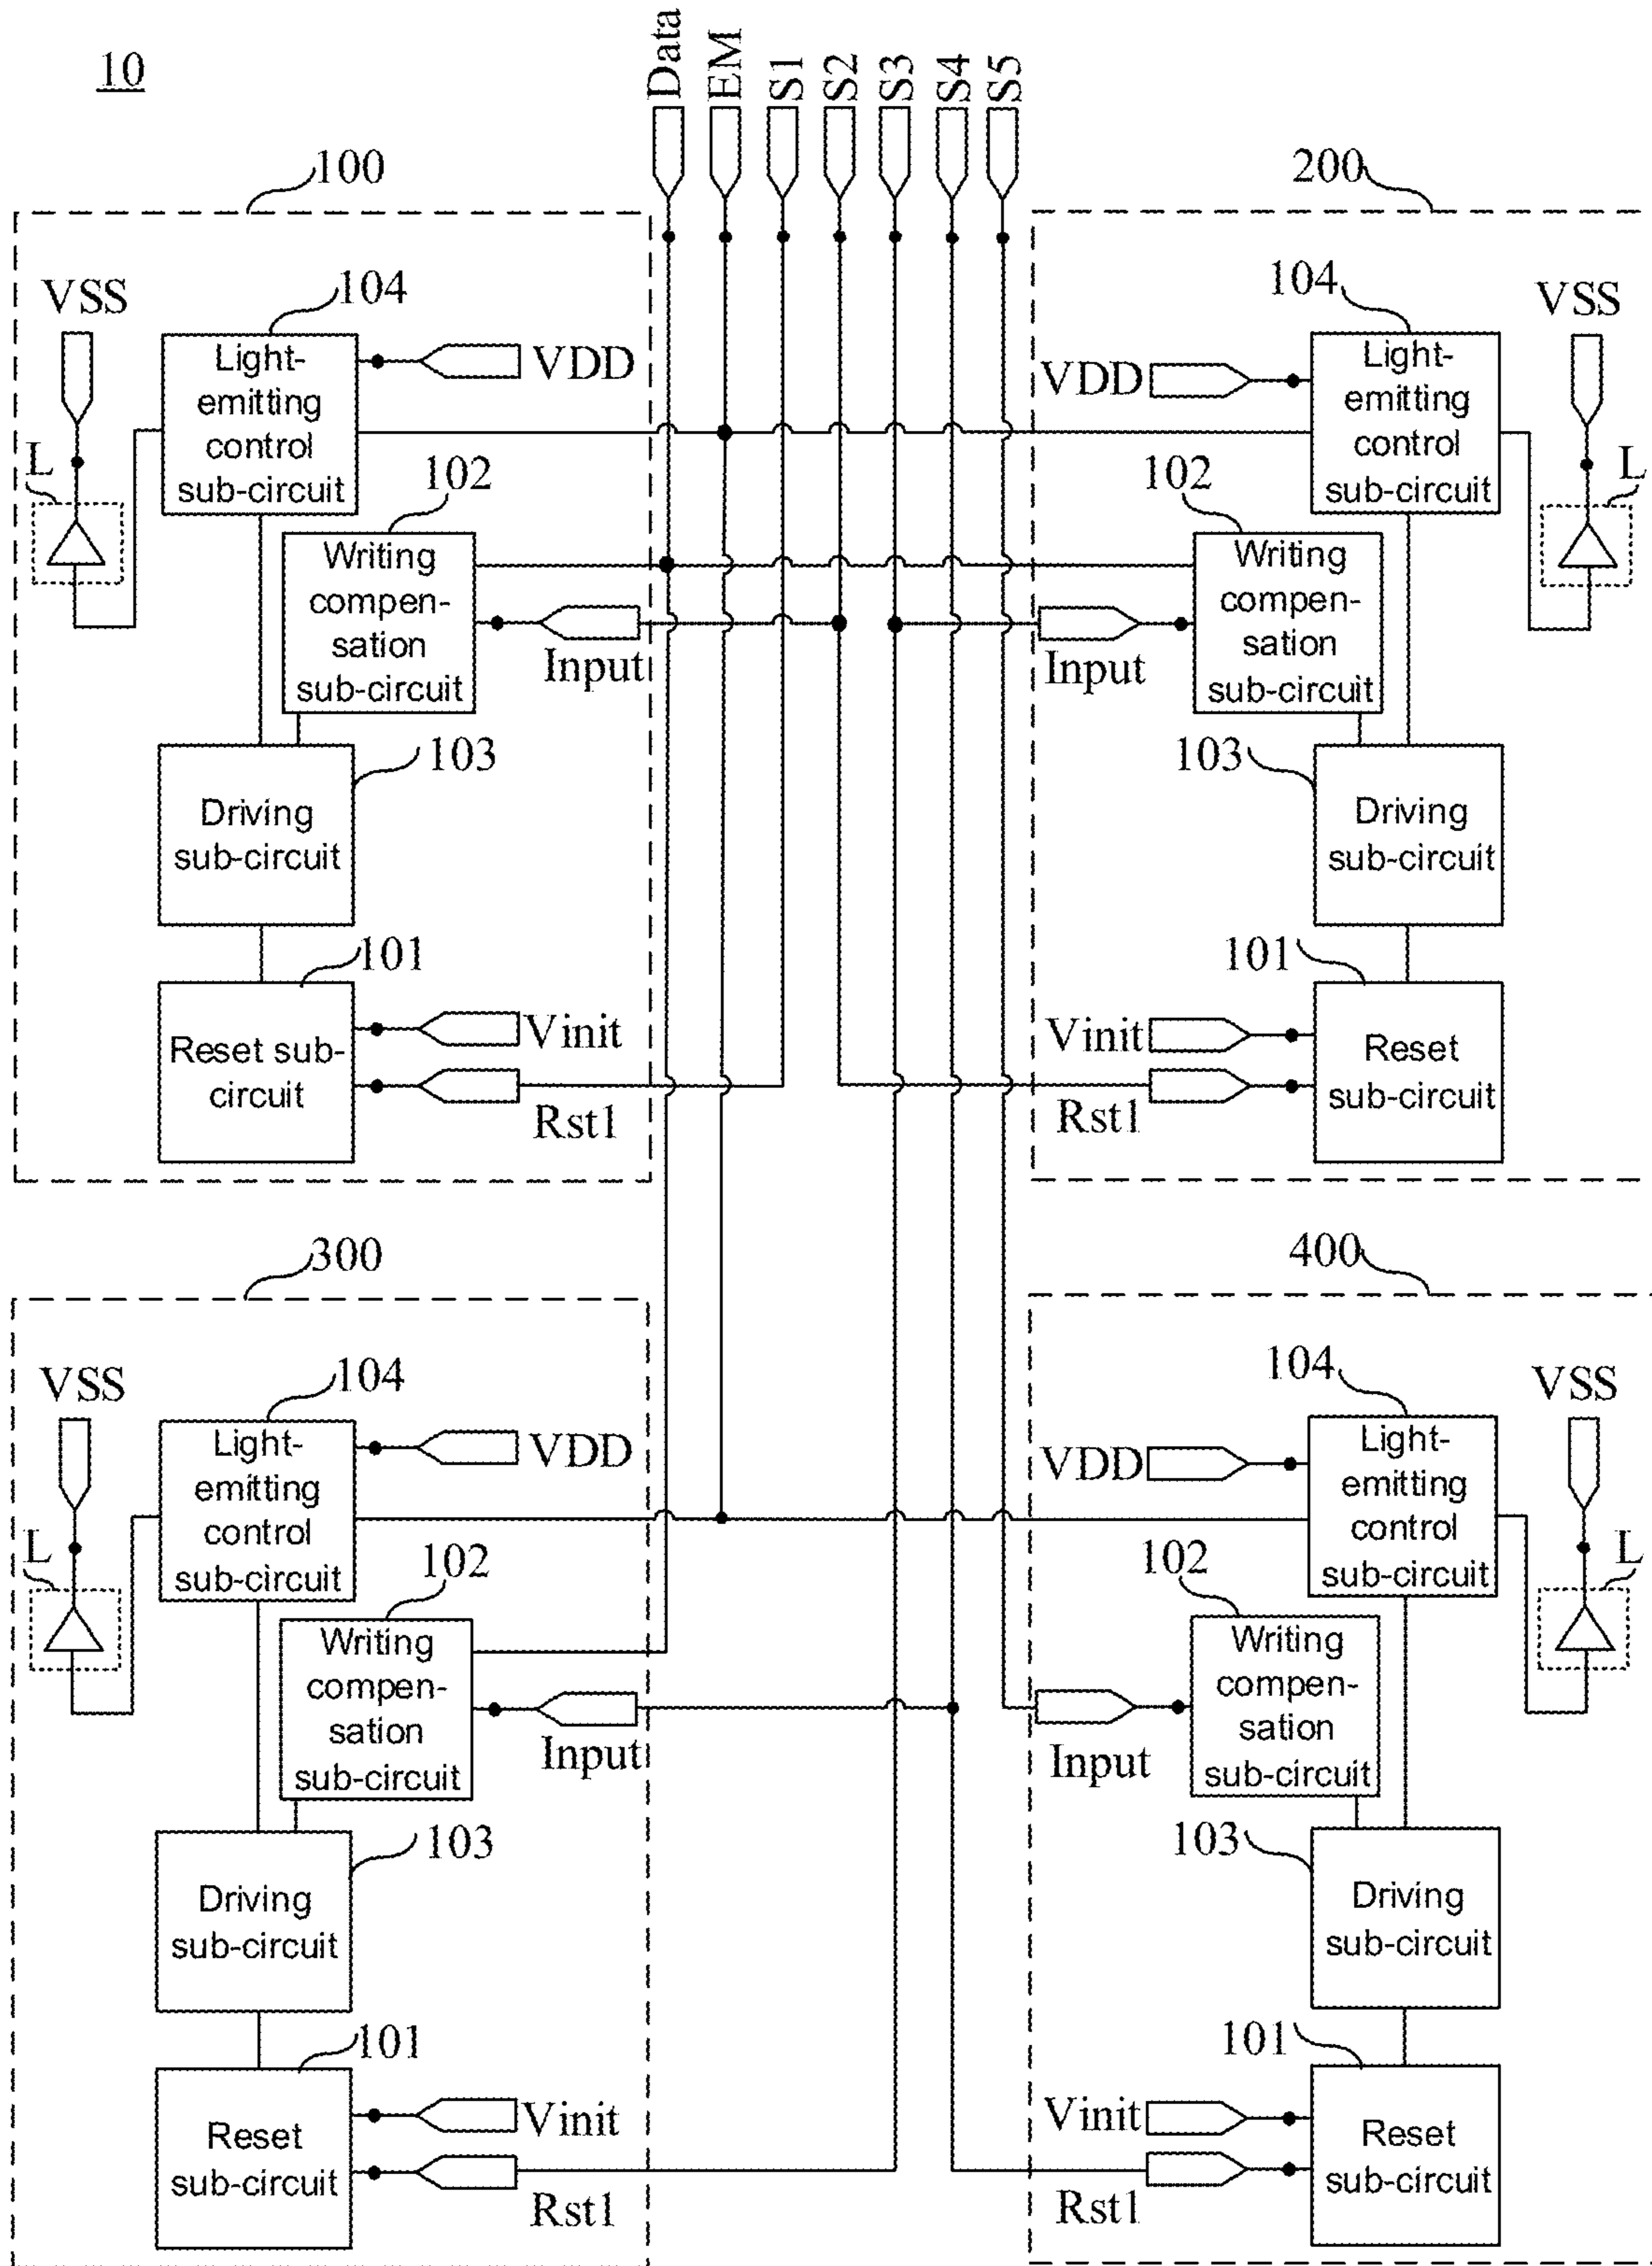 10
Data
EM
S1
S2
S3
S4
S5
100
200
VSS
104
Light-
emitting
control
sub-circuit
VDD
L
102
Writing
compen-
sation
sub-circuit
Input
103
Driving
sub-circuit
101
Reset sub-
circuit
Vinit
Rst1
104
VSS
VDD
Light-
emitting
control
sub-circuit
L
102
Writing
compen-
sation
sub-circuit
Input
103
Driving
sub-circuit
101
Vinit
Reset
sub-circuit
Rst1
300
400
VSS
104
Light-
emitting
control
sub-circuit
VDD
L
102
Writing
compen-
sation
sub-circuit
Input
103
Driving
sub-circuit
101
Reset
sub-circuit
Vinit
Rst1
104
VSS
VDD
Light-
emitting
control
sub-circuit
L
102
Writing
compen-
sation
sub-circuit
Input
103
Driving
sub-circuit
101
Vinit
Reset
sub-circuit
Rst1